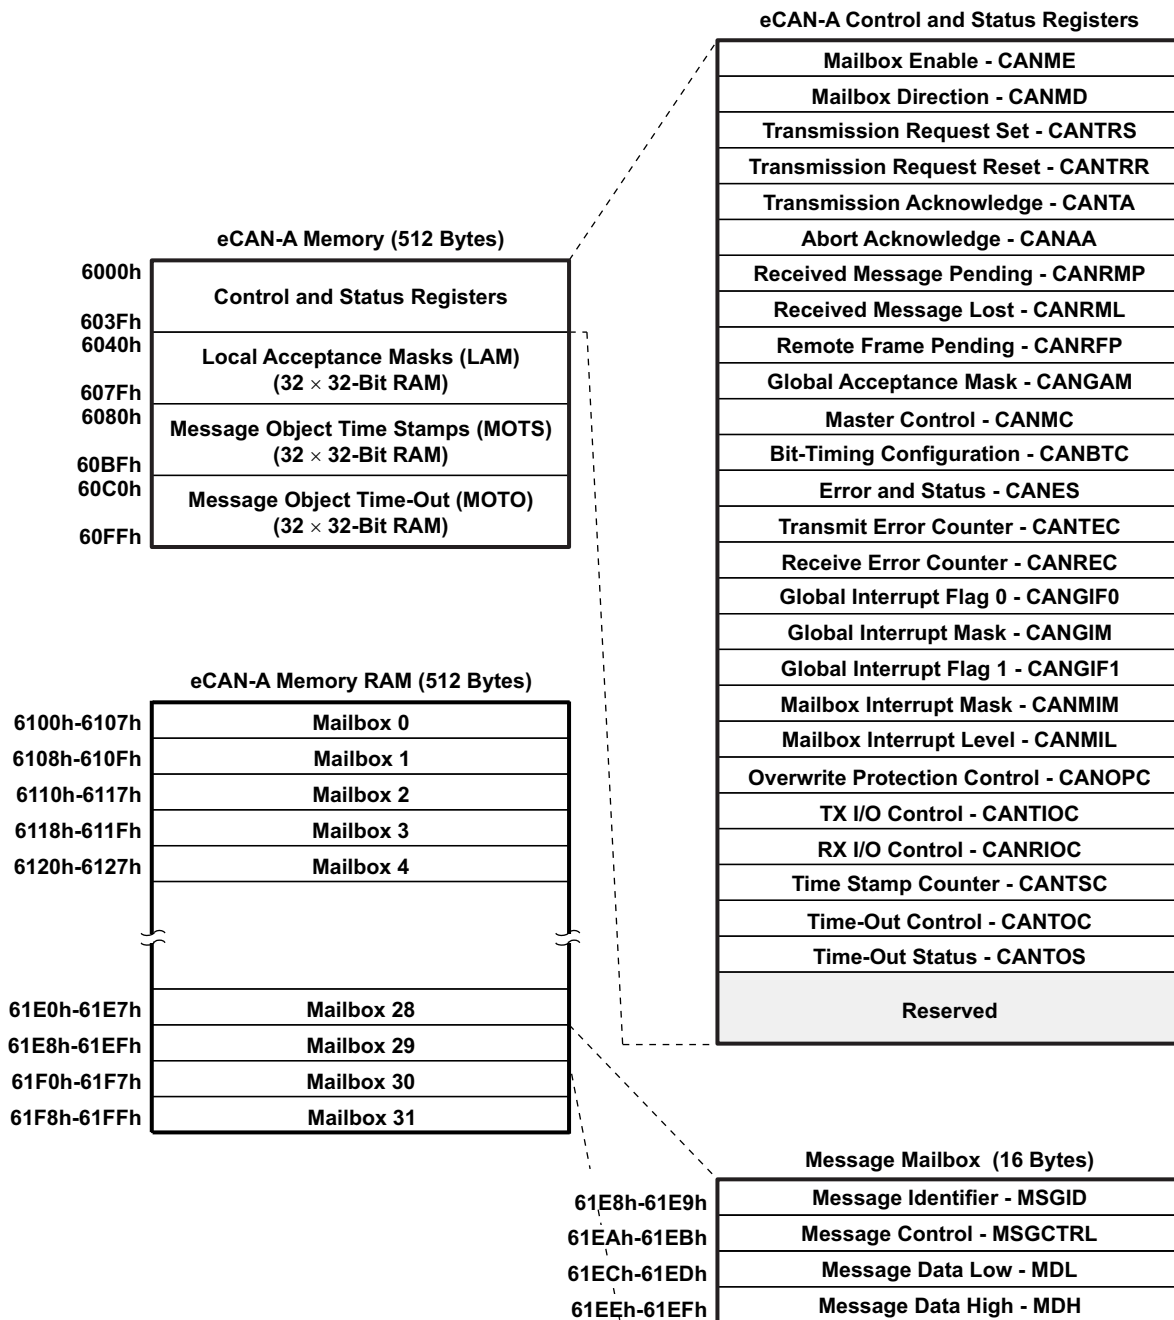 eCAN-A Control and Status Registers
Mailbox Enable - CANME
Mailbox Direction - CANMD
Transmission Request Set - CANTRS
Transmission Request Reset - CANTRR
Transmission Acknowledge - CANTA
Abort Acknowledge - CANAA
Received Message Pending - CANRMP
Received Message Lost - CANRML
Remote Frame Pending - CANRFP
Global Acceptance Mask - CANGAM
Master Control - CANMC
Bit-Timing Configuration - CANBTC
Error and Status - CANES
Transmit Error Counter - CANTEC
Receive Error Counter - CANREC
Global Interrupt Flag 0 - CANGIF0
Global Interrupt Mask - CANGIM
Global Interrupt Flag 1 - CANGIF1
Mailbox Interrupt Mask - CANMIM
Mailbox Interrupt Level - CANMIL
Overwrite Protection Control - CANOPC
TX I/O Control - CANTIOC
RX I/O Control - CANRIOC
Time Stamp Counter - CANTSC
Time-Out Control - CANTOC
Time-Out Status - CANTOS
Reserved
eCAN-A Memory (512 Bytes)
6000h
Control and Status Registers
603Fh
6040h
Local Acceptance Masks (LAM)
(32 × 32-Bit RAM)
607Fh
6080h
Message Object Time Stamps (MOTS)
(32 × 32-Bit RAM)
60BFh
60C0h
Message Object Time-Out (MOTO)
(32 × 32-Bit RAM)
60FFh
eCAN-A Memory RAM (512 Bytes)
6100h-6107h Mailbox 0
6108h-610Fh Mailbox 1
6110h-6117h Mailbox 2
6118h-611Fh Mailbox 3
6120h-6127h Mailbox 4
61E0h-61E7h Mailbox 28
61E8h-61EFh Mailbox 29
61F0h-61F7h Mailbox 30
61F8h-61FFh Mailbox 31
Message Mailbox (16 Bytes)
61E8h-61E9h Message Identifier - MSGID
61EAh-61EBh Message Control - MSGCTRL
61ECh-61EDh Message Data Low - MDL
61EEh-61EFh Message Data High - MDH